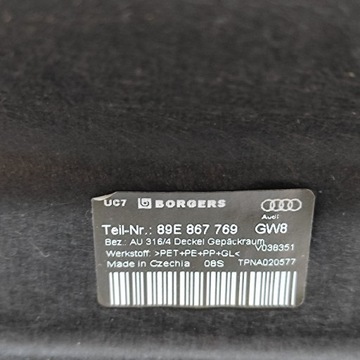 UC7 BORGERS
Audi
Teil-Nr.: 89E 867 769 GW8
Bez.: AU 316/4 Deckel Gepäckraum
V038351
Werkstoff: >PET+PE+PP+GL<
Made in Czechia 08S TPNA020577